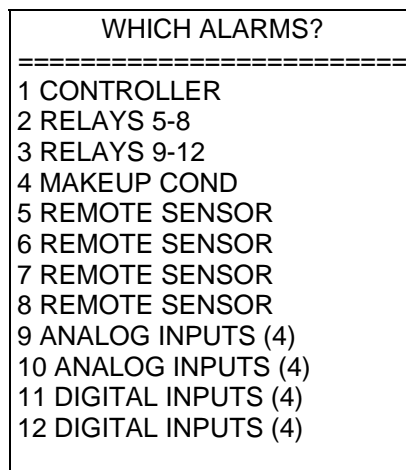 WHICH ALARMS?
=========================
1 CONTROLLER
2 RELAYS 5-8
3 RELAYS 9-12
4 MAKEUP COND
5 REMOTE SENSOR
6 REMOTE SENSOR
7 REMOTE SENSOR
8 REMOTE SENSOR
9 ANALOG INPUTS (4)
10 ANALOG INPUTS (4)
11 DIGITAL INPUTS (4)
12 DIGITAL INPUTS (4)